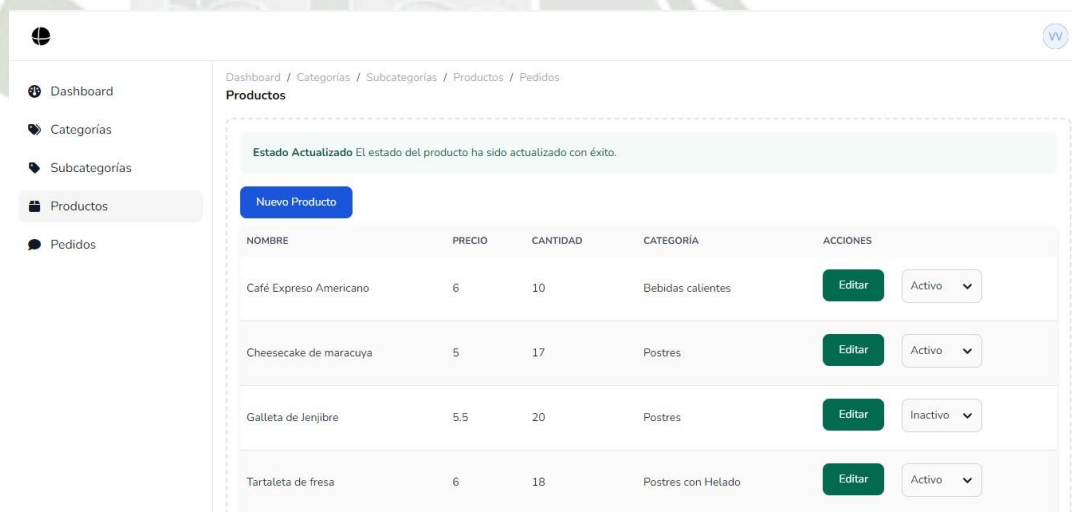 VV
Dashboard
Categorías
Subcategorías
Productos
Pedidos
Dashboard / Categorías / Subcategorías / Productos / Pedidos
Productos
Estado Actualizado El estado del producto ha sido actualizado con éxito.
Nuevo Producto
NOMBRE PRECIO CANTIDAD CATEGORÍA ACCIONES
Café Expreso Americano 6 10 Bebidas calientes Editar Activo
Cheesecake de maracuya 5 17 Postres Editar Activo
Galleta de Jenjibre 5.5 20 Postres Editar Inactivo
Tartaleta de fresa 6 18 Postres con Helado Editar Activo